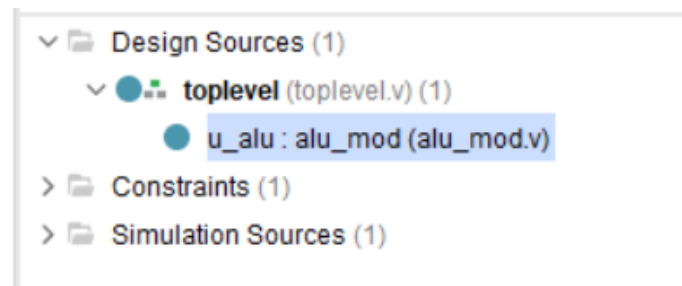 Design Sources (1)
toplevel (toplevel.v) (1)
u_alu : alu_mod (alu_mod.v)
Constraints (1)
Simulation Sources (1)